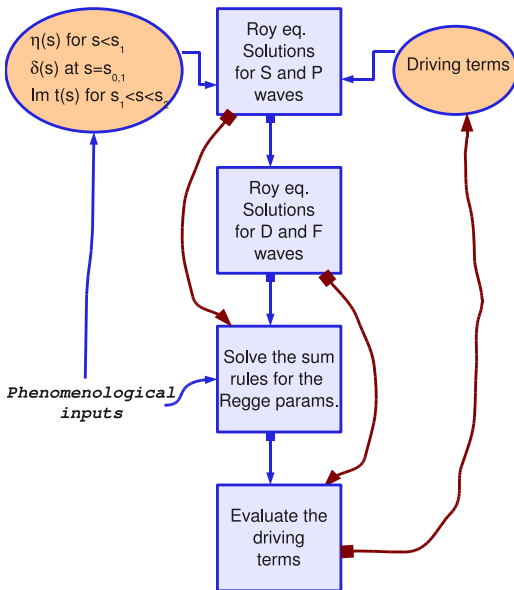 η(s) for s<s₁
δ(s) at s=s₀,₁
Im t(s) for s₁<s<s₂
Roy eq.
Solutions
for S and P
waves
Driving terms
Roy eq.
Solutions
for D and F
waves
Solve the sum
rules for the
Regge params.
Phenomenological
inputs
Evaluate the
driving
terms